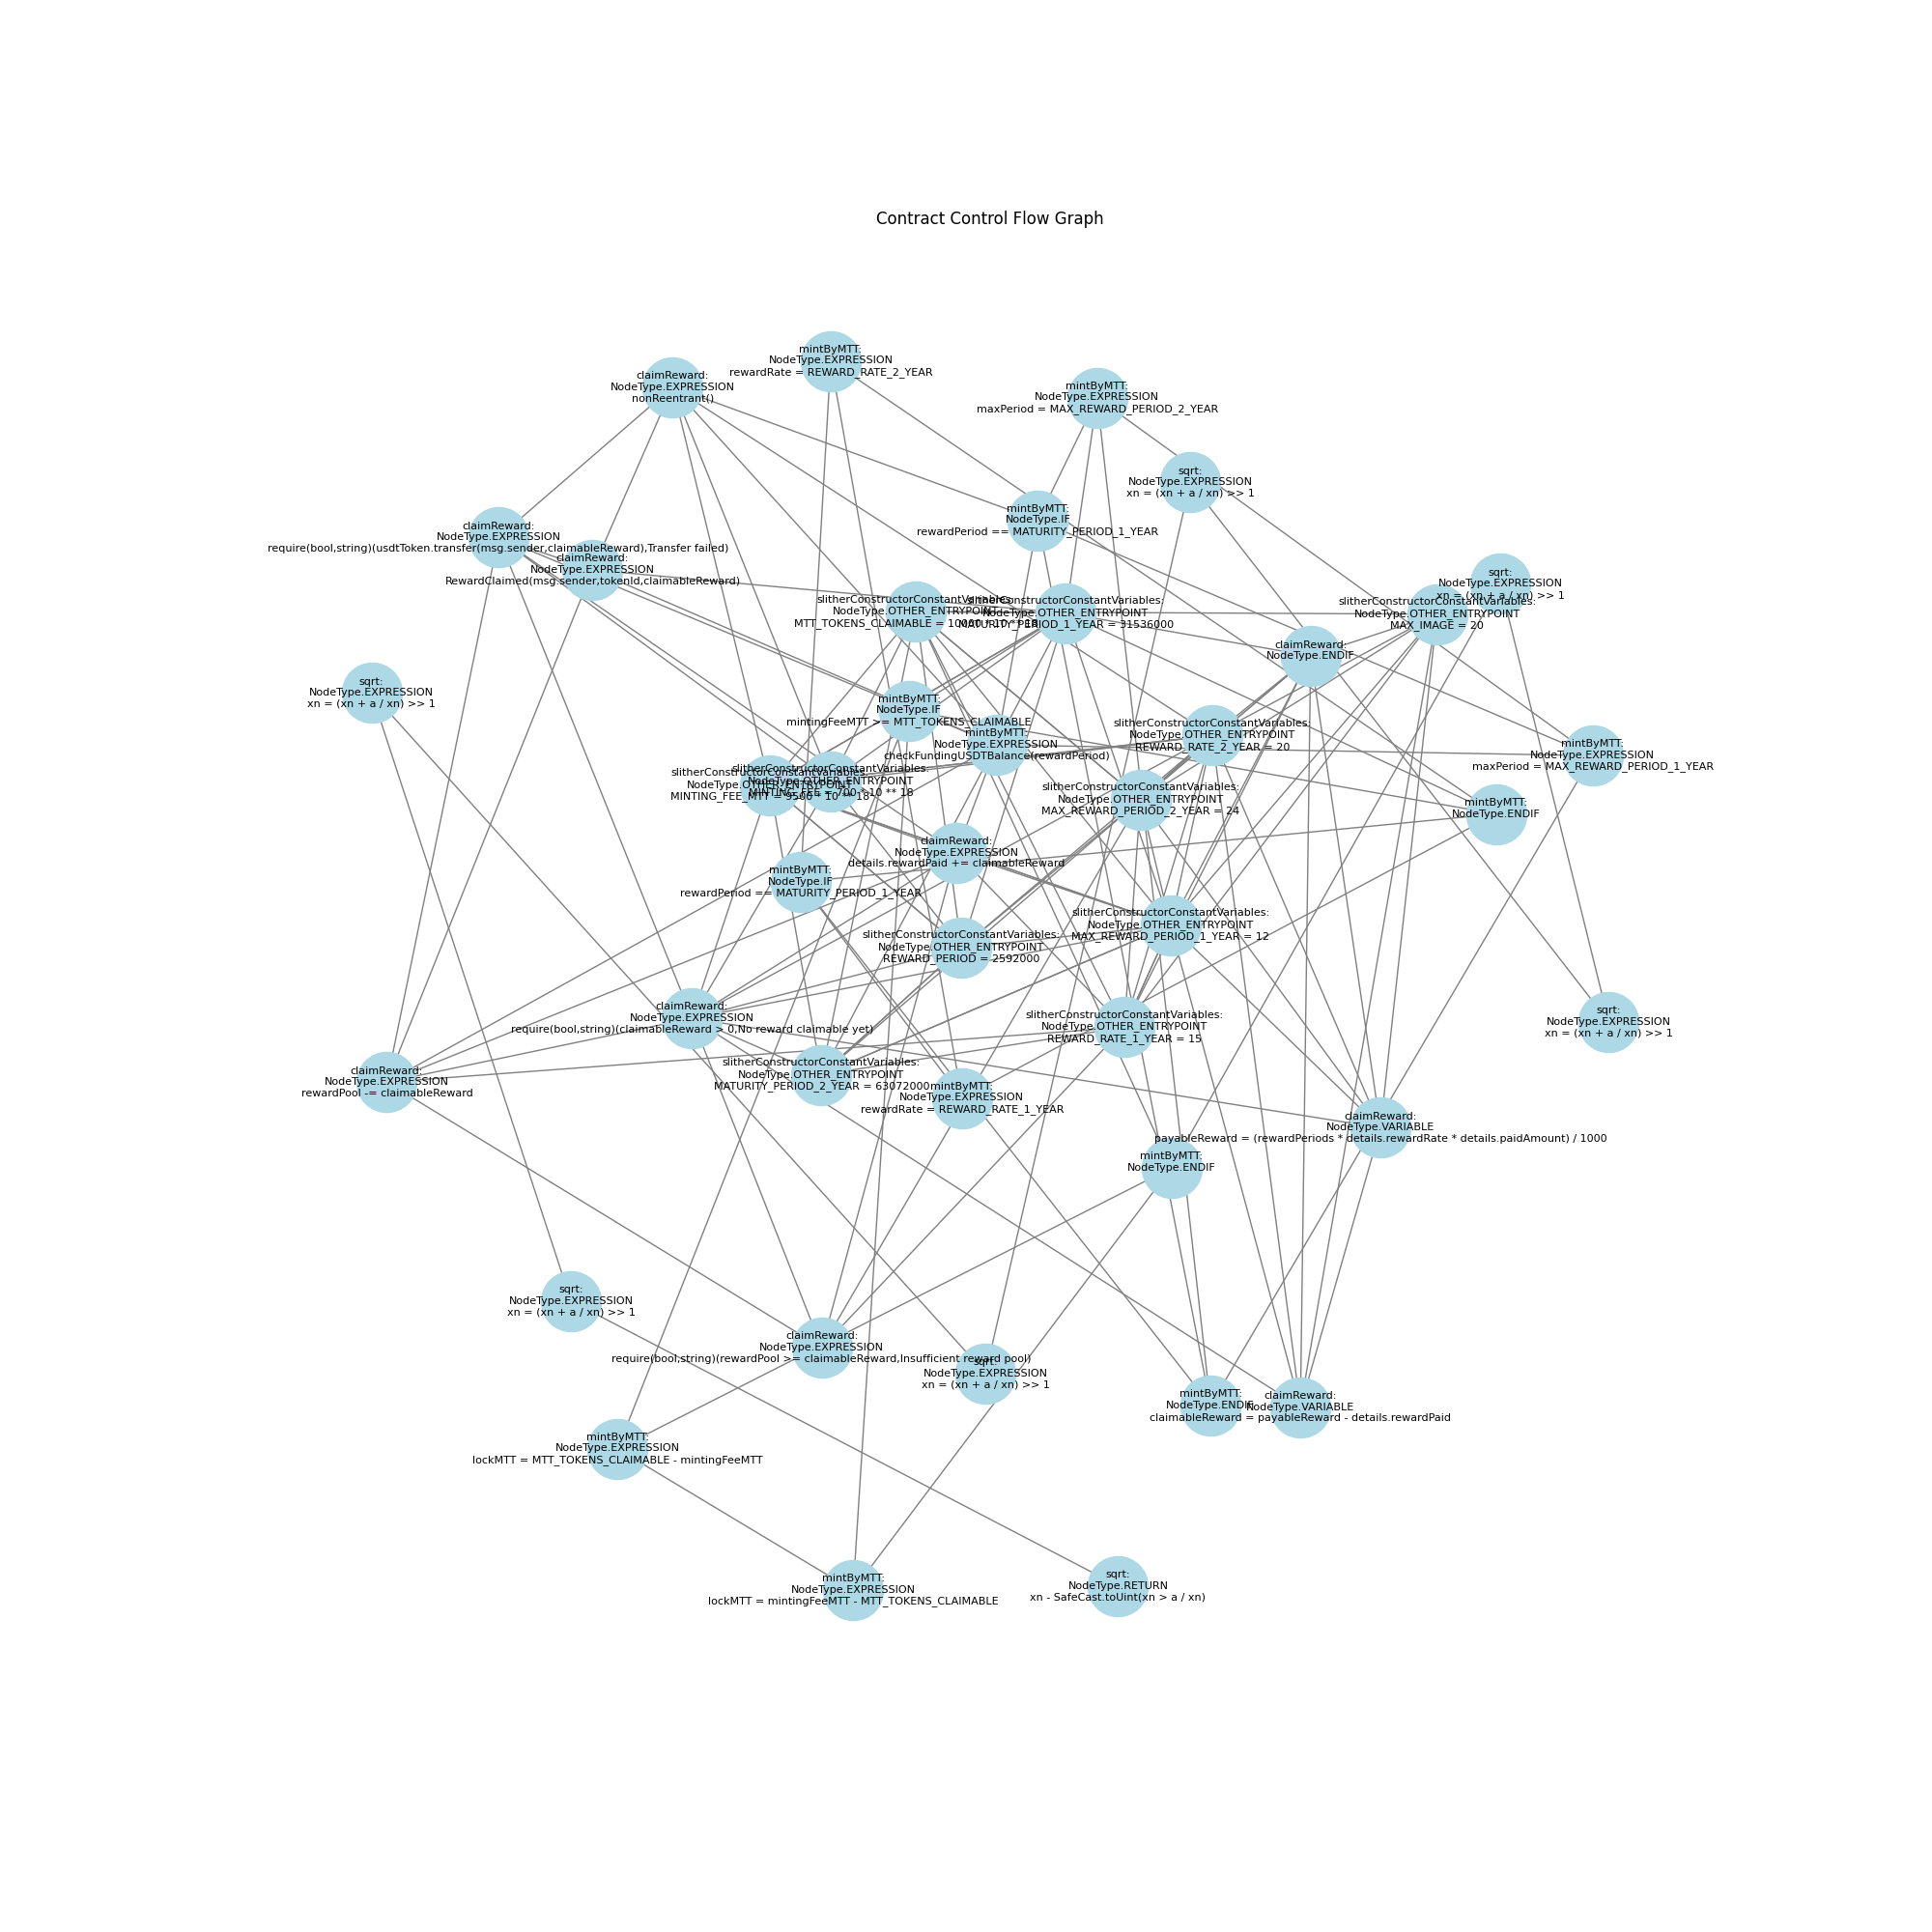 Contract Control Flow Graph
mintByMTT:
NodeType.EXPRESSION
rewardRate = REWARD_RATE_2_YEAR
claimReward:
NodeType.EXPRESSION
nonReentrant()
mintByMTT:
NodeType.EXPRESSION
maxPeriod = MAX_REWARD_PERIOD_2_YEAR
sqrt:
NodeType.EXPRESSION
xn = (xn + a / xn) >> 1
mintByMTT:
NodeType.IF
rewardPeriod == MATURITY_PERIOD_1_YEAR
claimReward:
NodeType.EXPRESSION
require(bool,string)(usdtToken.transfer(msg.sender,claimableReward),Transfer failed)
claimReward:
NodeType.EXPRESSION
RewardClaimed(msg.sender,tokenId,claimableReward)
sqrt:
NodeType.EXPRESSION
xn = (xn + a / xn) >> 1
slitherConstructorConstantVariables:
NodeType.OTHER_ENTRYPOINT
MTT_TOKENS_CLAIMABLE = 10000 * 10 ** 18
slitherConstructorConstantVariables:
NodeType.OTHER_ENTRYPOINT
MATURITY_PERIOD_1_YEAR = 31536000
slitherConstructorConstantVariables:
NodeType.OTHER_ENTRYPOINT
MAX_IMAGE = 20
claimReward:
NodeType.ENDIF
sqrt:
NodeType.EXPRESSION
xn = (xn + a / xn) >> 1
mintByMTT:
NodeType.IF
mintingFeeMTT >= MTT_TOKENS_CLAIMABLE
mintByMTT:
NodeType.EXPRESSION
checkFundingUSDTBalance(rewardPeriod)
slitherConstructorConstantVariables:
NodeType.OTHER_ENTRYPOINT
REWARD_RATE_2_YEAR = 20
mintByMTT:
NodeType.EXPRESSION
maxPeriod = MAX_REWARD_PERIOD_1_YEAR
slitherConstructorConstantVariables:
NodeType.OTHER_ENTRYPOINT
MINTING_FEE_MTT = 9500 * 10 ** 18
slitherConstructorConstantVariables:
NodeType.OTHER_ENTRYPOINT
MINTING_FEE = 700 * 10 ** 18
slitherConstructorConstantVariables:
NodeType.OTHER_ENTRYPOINT
MAX_REWARD_PERIOD_2_YEAR = 24
mintByMTT:
NodeType.ENDIF
claimReward:
NodeType.EXPRESSION
details.rewardPaid += claimableReward
mintByMTT:
NodeType.IF
rewardPeriod == MATURITY_PERIOD_1_YEAR
slitherConstructorConstantVariables:
NodeType.OTHER_ENTRYPOINT
MAX_REWARD_PERIOD_1_YEAR = 12
slitherConstructorConstantVariables:
NodeType.OTHER_ENTRYPOINT
REWARD_PERIOD = 2592000
claimReward:
NodeType.EXPRESSION
require(bool,string)(claimableReward > 0,No reward claimable yet)
slitherConstructorConstantVariables:
NodeType.OTHER_ENTRYPOINT
REWARD_RATE_1_YEAR = 15
sqrt:
NodeType.EXPRESSION
xn = (xn + a / xn) >> 1
claimReward:
NodeType.EXPRESSION
rewardPool -= claimableReward
slitherConstructorConstantVariables:
NodeType.OTHER_ENTRYPOINT
MATURITY_PERIOD_2_YEAR = 63072000
mintByMTT:
NodeType.EXPRESSION
rewardRate = REWARD_RATE_1_YEAR
claimReward:
NodeType.VARIABLE
payableReward = (rewardPeriods * details.rewardRate * details.paidAmount) / 1000
mintByMTT:
NodeType.ENDIF
sqrt:
NodeType.EXPRESSION
xn = (xn + a / xn) >> 1
claimReward:
NodeType.EXPRESSION
require(bool,string)(rewardPool >= claimableReward,Insufficient reward pool)
sqrt:
NodeType.EXPRESSION
xn = (xn + a / xn) >> 1
mintByMTT:
NodeType.ENDIF
claimReward:
NodeType.VARIABLE
claimableReward = payableReward - details.rewardPaid
mintByMTT:
NodeType.EXPRESSION
lockMTT = MTT_TOKENS_CLAIMABLE - mintingFeeMTT
mintByMTT:
NodeType.EXPRESSION
lockMTT = mintingFeeMTT - MTT_TOKENS_CLAIMABLE
sqrt:
NodeType.RETURN
xn - SafeCast.toUint(xn > a / xn)